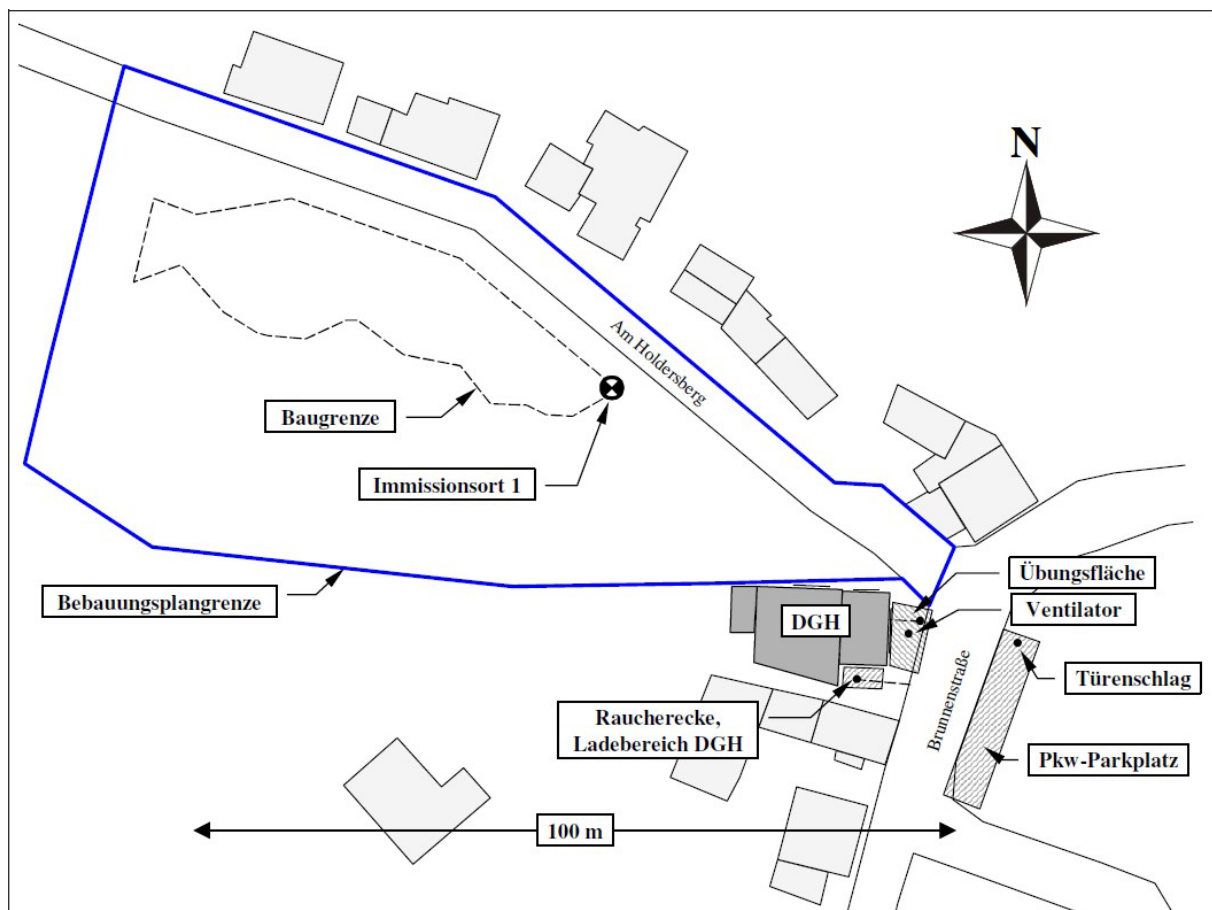 N
Am Holdersberg
Baugrenze
Immissionsort 1
Bebauungsplangrenze
Übungsfläche
DGH
Ventilator
Türenschlag
Raucherecke,
Ladebereich DGH
Brunnenstraße
Pkw-Parkplatz
100 m